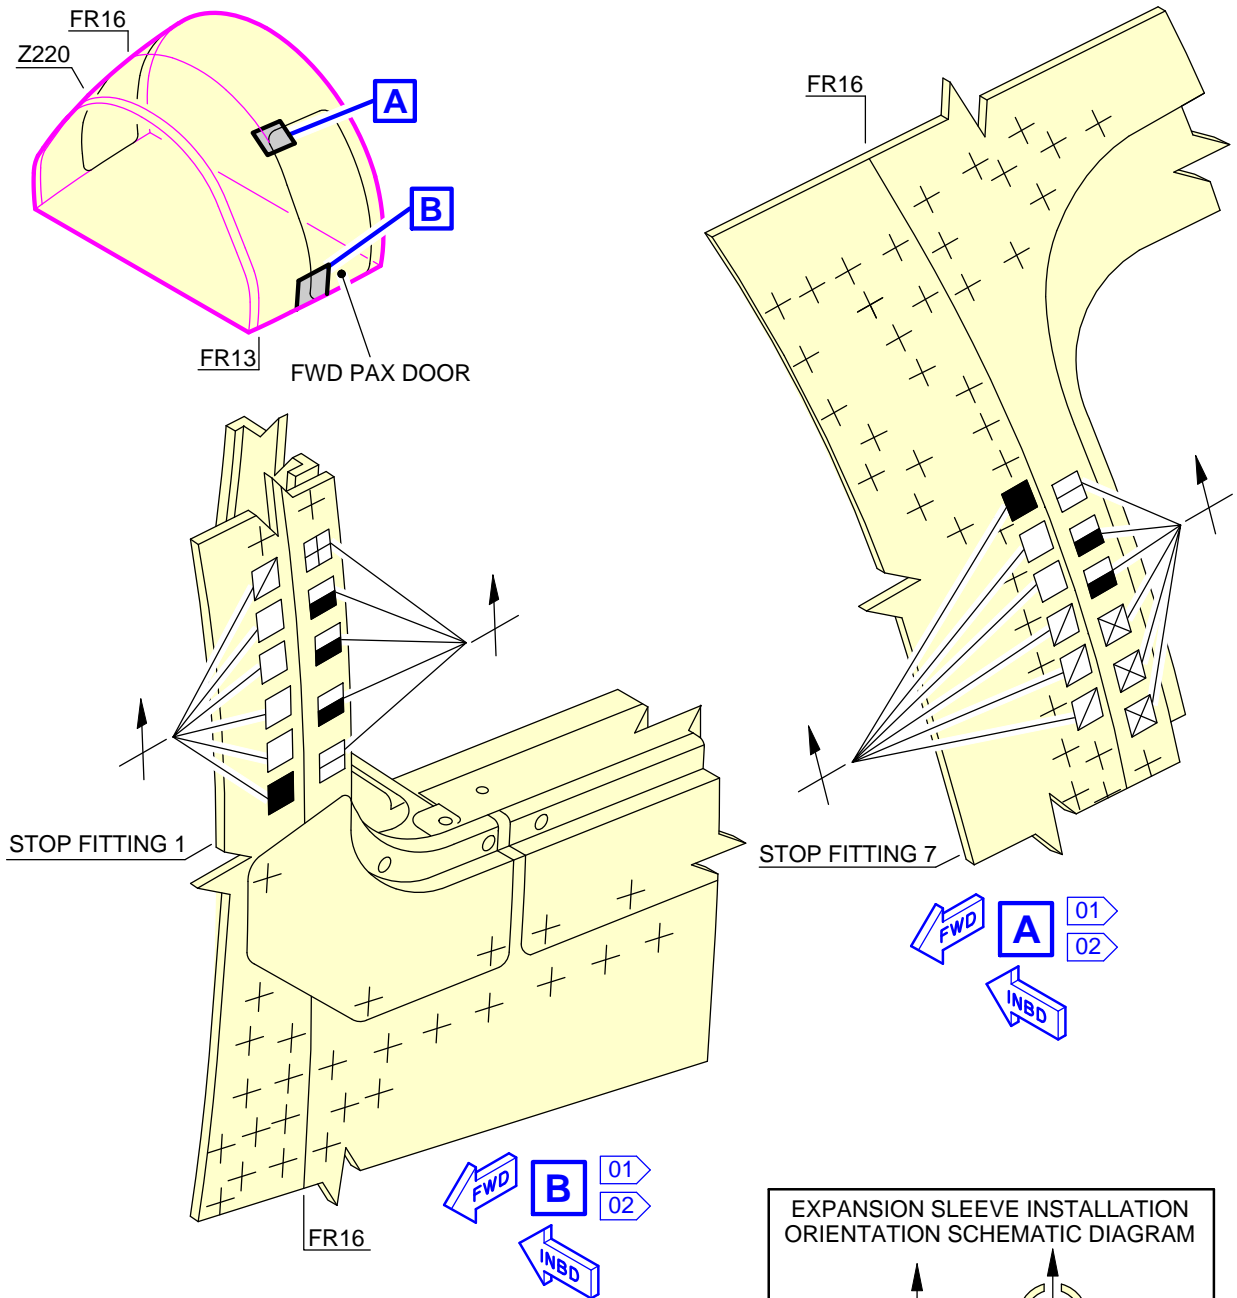 FR16
Z220
A
B
FR13
FWD PAX DOOR
FR16
STOP FITTING 1
STOP FITTING 7
FWD
A
01
02
INBD
FWD
B
01
02
INBD
FR16
EXPANSION SLEEVE INSTALLATION
ORIENTATION SCHEMATIC DIAGRAM